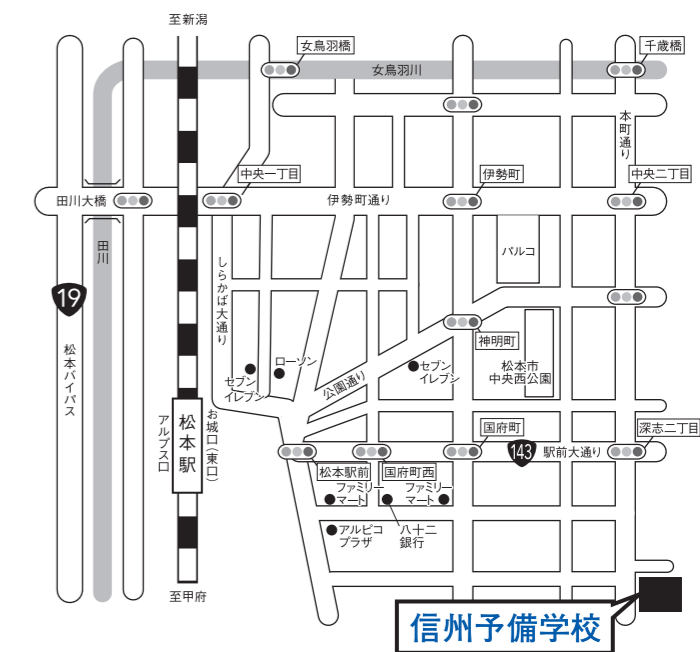 至新潟
女鳥羽橋
千歳橋
女鳥羽川
本町通り
中央一丁目
伊勢町
中央二丁目
田川大橋
伊勢町通り
田川
しらかば大通り
パルコ
19
松本バイパス
神明町
ローソン
セブン
イレブン
公園通り
セブン
イレブン
松本市
中央西公園
アルプス口
松本駅
お城口（東口）
国府町
143
駅前大通り
深志二丁目
松本駅前
国府町西
ファミリー
マート
ファミリー
マート
アルピコ
プラザ
八十二
銀行
至甲府
信州予備学校